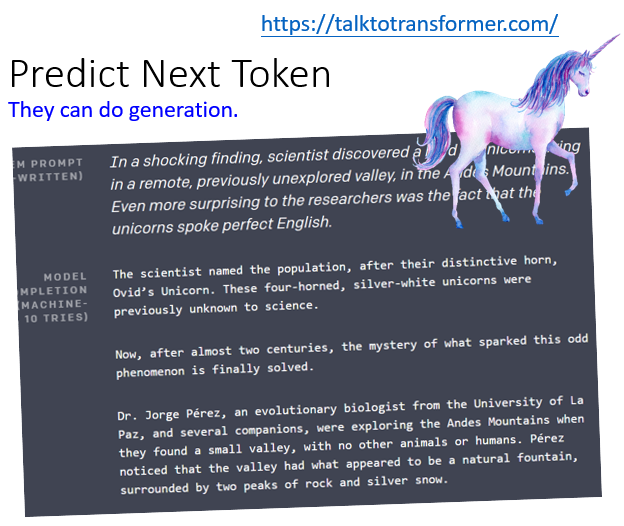 https://talktotransformer.com/
Predict Next Token
They can do generation.
EM PROMPT
-WRITTEN)
In a shocking finding, scientist discovered a
in a remote, previously unexplored valley, in the Andes Mountains.
Even more surprising to the researchers was the fact that the
unicorns spoke perfect English.
MODEL
MPLETION
(MACHINE-
10 TRIES)
The scientist named the population, after their distinctive horn,
Ovid's Unicorn. These four-horned, silver-white unicorns were
previously unknown to science.
Now, after almost two centuries, the mystery of what sparked this odd
phenomenon is finally solved.
Dr. Jorge Pérez, an evolutionary biologist from the University of La
Paz, and several companions, were exploring the Andes Mountains when
they found a small valley, with no other animals or humans. Pérez
noticed that the valley had what appeared to be a natural fountain,
surrounded by two peaks of rock and silver snow.